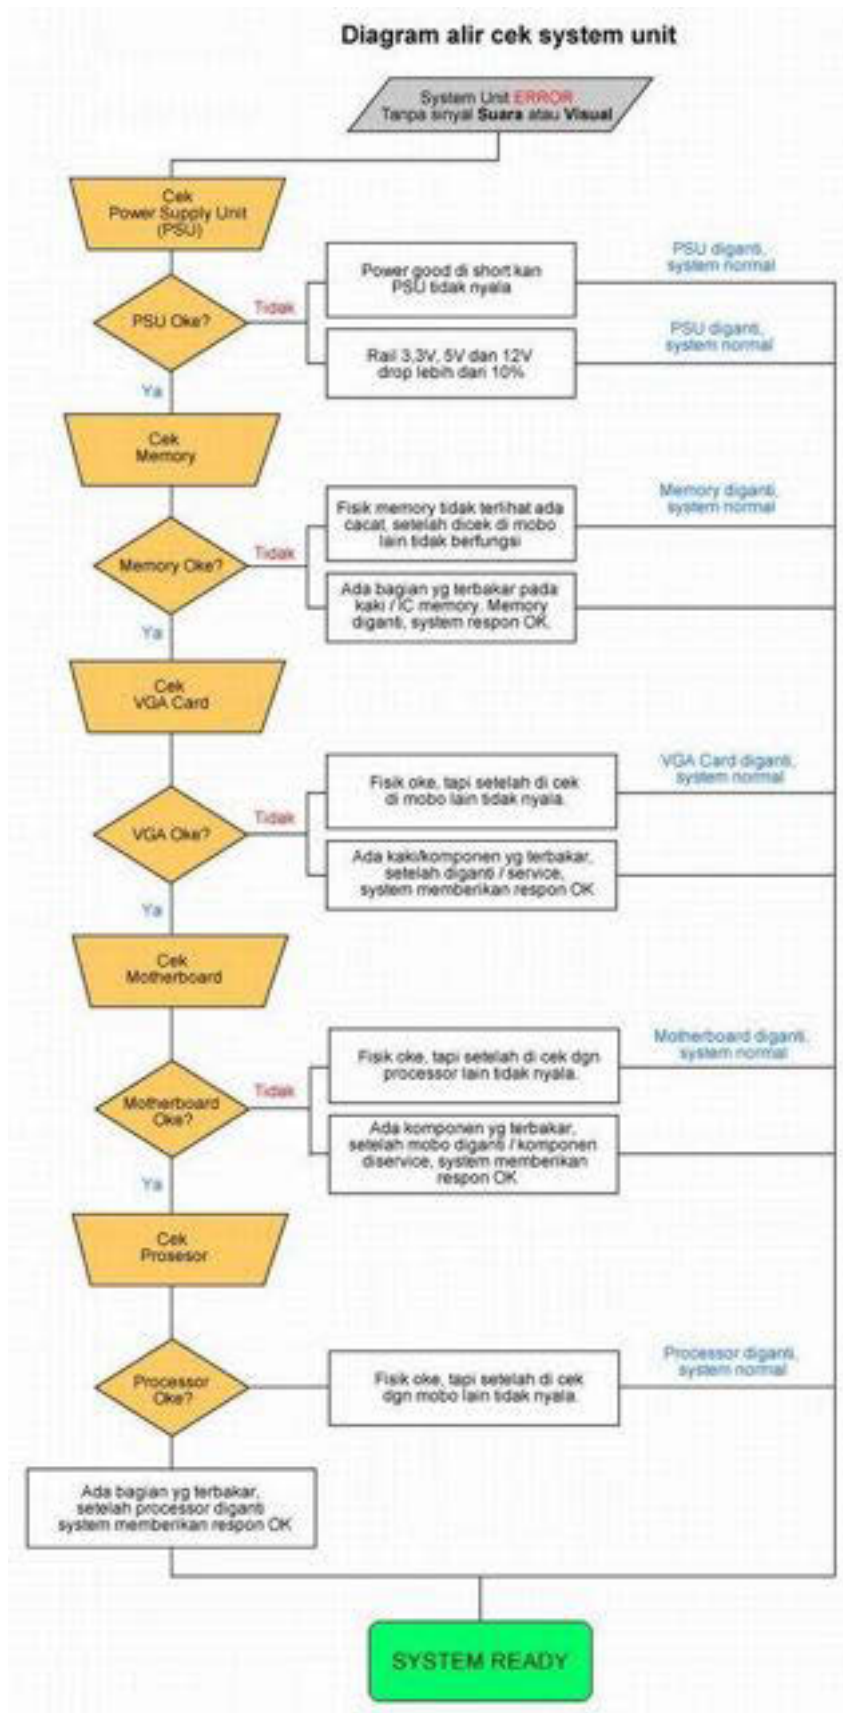 Diagram alir cek system unit
System Unit ERROR
Tanpa sinyal Suara atau Visual
Cek
Power Supply Unit
(PSU)
PSU Oke?
Tidak
Power good di short kan
PSU tidak nyala
PSU diganti,
system normal
Rail 3,3V, 5V dan 12V
drop lebih dari 10%
PSU diganti,
system normal
Ya
Cek
Memory
Memory Oke?
Tidak
Fisik memory tidak terlihat ada
cacat, setelah dicek di mobo
lain tidak berfungsi
Memory diganti,
system normal
Ada bagian yg terbakar pada
kaki / IC memory. Memory
diganti, system respon OK,
Ya
Cek
VGA Card
VGA Oke?
Tidak
Fisik oke, tapi setelah di cek
di mobo lain tidak nyala.
VGA Card diganti,
system normal
Ada kaki/komponen yg terbakar,
setelah diganti / service,
system memberikan respon OK
Ya
Cek
Motherboard
Motherboard
Oke?
Tidak
Fisik oke, tapi setelah di cek dgn
processor lain tidak nyala.
Motherboard diganti,
system normal
Ada komponen yg terbakar,
setelah mobo diganti / komponen
diservice, system memberikan
respon OK
Ya
Cek
Prosesor
Processor
Oke?
Fisik oke, tapi setelah di cek
dgn mobo lain tidak nyala.
Processor diganti,
system normal
Ada bagian yg terbakar,
setelah processor diganti
system memberikan respon OK
SYSTEM READY